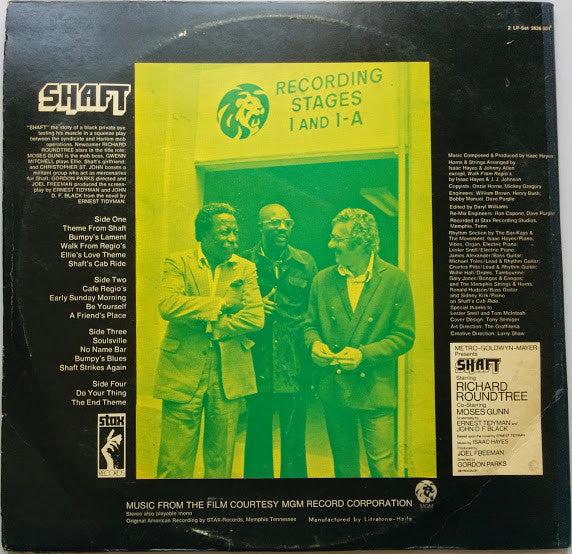 2 LP-Set 2626 001
SHAFT
"SHAFT" the story of a black private eye
testing his muscle in a squeeze play
between the syndicate and Harlem mob
operations. Newcomer RICHARD
ROUNDTREE stars in the title role:
MOSES GUNN is the mob boss. GWENN
MITCHELL plays Ellie, Shaft's girlfriend;
and CHRISTOPHER ST. JOHN bosses a
militant group who act as mercenaries
for Shaft. GORDON PARKS directed and
JOEL FREEMAN produced the screen-
play by ERNEST TIDYMAN and JOHN
D. F. BLACK from the novel by
ERNEST TIDYMAN.
Side One
Theme From Shaft
Bumpy's Lament
Walk From Regio's
Ellie's Love Theme
Shaft's Cab Ride
Side Two
Cafe Regio's
Early Sunday Morning
Be Yourself
A Friend's Place
Side Three
Soulsville
No Name Bar
Bumpy's Blues
Shaft Strikes Again
Side Four
Do Your Thing
The End Theme
stax
RECORDS
RECORDING
STAGES
1 AND 1-A
Music Composed & Produced by Isaac Hayes
Horns & Strings Arranged by
Isaac Hayes & Johnny Allen
except, Walk From Regio's
by Isaac Hayes & J. J. Johnson
Copyists: Onzie Horne, Mickey Gregory
Engineers: William Brown, Henry Bush,
Bobby Manuel, Dave Purple
Edited by Daryl Williams
Re-Mix Engineers: Ron Capone, Dave Purple
Recorded at Stax Recording Studios,
Memphis, Tenn.
Rhythm Section by The Bar-Kays &
The Movement: Isaac Hayes/Piano,
Vibes, Organ, Electric Piano;
Lester Snell/Electric Piano;
James Alexander/Bass Guitar;
Michael Toles/Lead & Rhythm Guitar;
Charles Pitts/Lead & Rhythm Guitar;
Willie Hall/Drums, Tambourine;
Gary Jones/Bongos & Congas;
and The Memphis Strings & Horns.
Ronald Hudson/Bass Guitar
and Sidney Kirk/Piano
on Shaft's Cab Ride.
Special thanks to
Lester Snell and Tom McIntosh
Cover Design: Tony Seiniger
Art Direction: The Graffiteria
Creative Direction: Larry Shaw
METRO-GOLDWYN-MAYER
Presents
SHAFT
Starring
RICHARD
ROUNDTREE
Co-Starring
MOSES GUNN
Screenplay by
ERNEST TIDYMAN and
JOHN D.F. BLACK
Based upon the novel by ERNEST TIDYMAN
Music by ISAAC HAYES
Produced by
JOEL FREEMAN
Directed by
GORDON PARKS
METROCOLOR
MUSIC FROM THE FILM COURTESY MGM RECORD CORPORATION
MGM
Stereo also playable mono
Original American Recording by STAX-Records, Memphis Tennessee
Manufactured by Litratone-Haifa